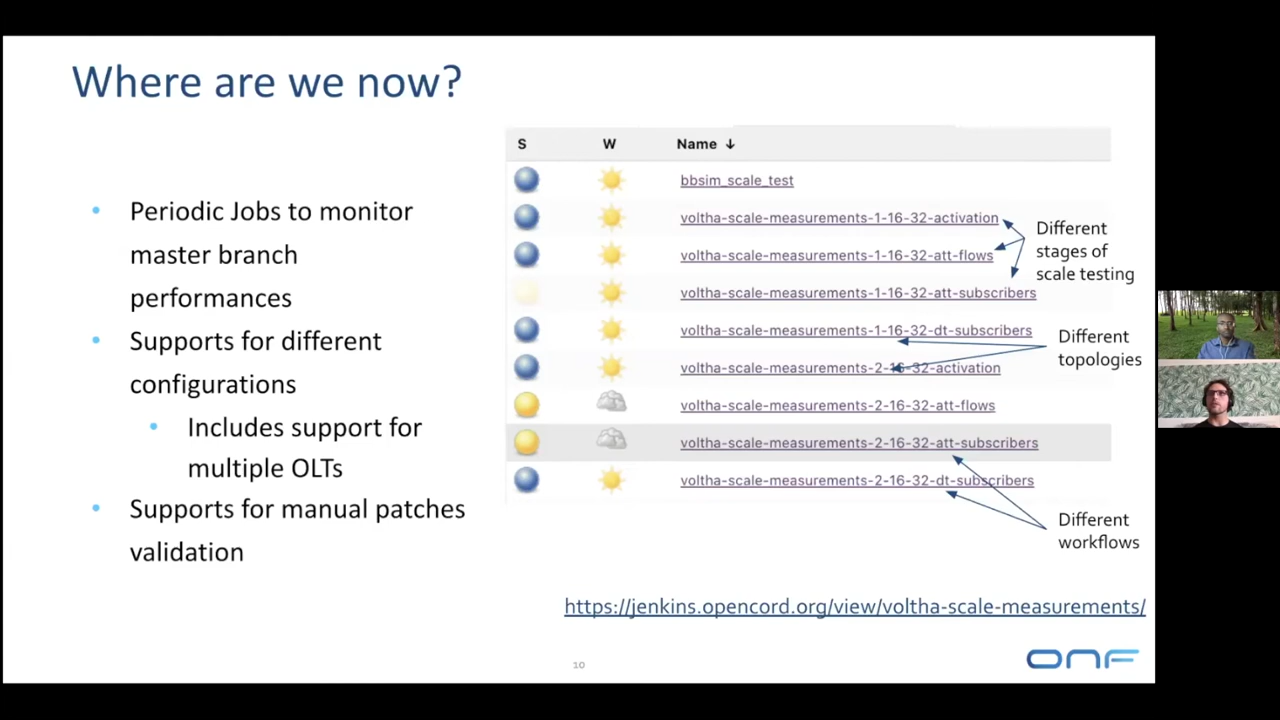 Where are we now?
• Periodic Jobs to monitor
master branch
performances
• Supports for different
configurations
• Includes support for
multiple OLTs
• Supports for manual patches
validation
S W Name ↓
bbsim_scale_test
voltha-scale-measurements-1-16-32-activation
voltha-scale-measurements-1-16-32-att-flows
voltha-scale-measurements-1-16-32-att-subscribers
voltha-scale-measurements-1-16-32-dt-subscribers
voltha-scale-measurements-2-16-32-activation
voltha-scale-measurements-2-16-32-att-flows
voltha-scale-measurements-2-16-32-att-subscribers
voltha-scale-measurements-2-16-32-dt-subscribers
Different
stages of
scale testing
Different
topologies
Different
workflows
https://jenkins.opencord.org/view/voltha-scale-measurements/
10
ONF